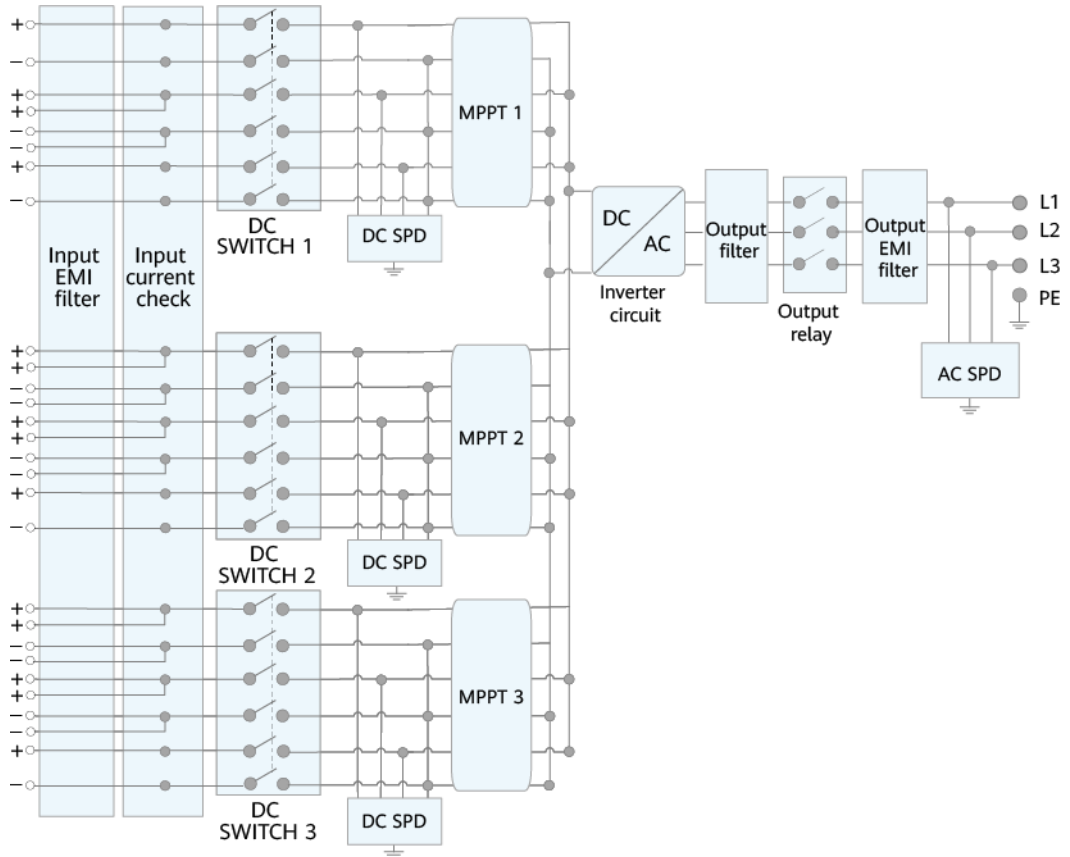 +
−
+
+
−
−
+
−
Input
EMI
filter
Input
current
check
DC
SWITCH 1
DC SPD
MPPT 1
DC
AC
Inverter
circuit
Output
filter
Output
relay
Output
EMI
filter
L1
L2
L3
PE
AC SPD
+
+
−
−
+
+
−
−
+
−
DC
SWITCH 2
DC SPD
MPPT 2
+
+
−
−
+
+
−
−
+
−
DC
SWITCH 3
DC SPD
MPPT 3